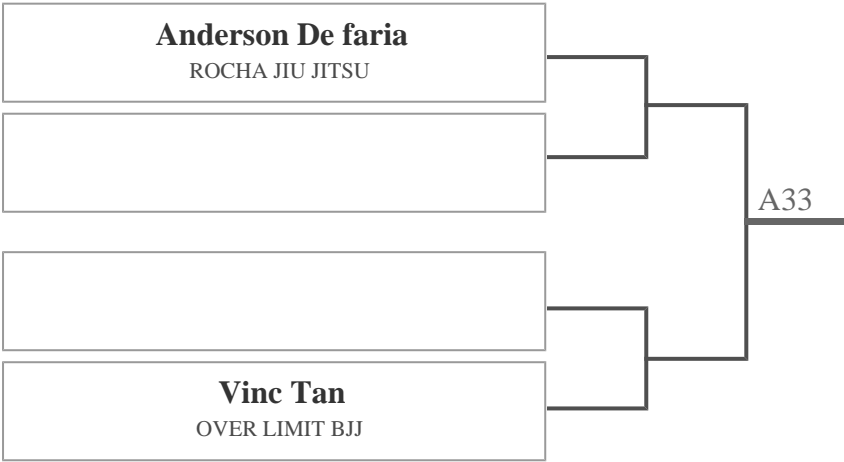 Anderson De faria
ROCHA JIU JITSU
A33
Vinc Tan
OVER LIMIT BJJ